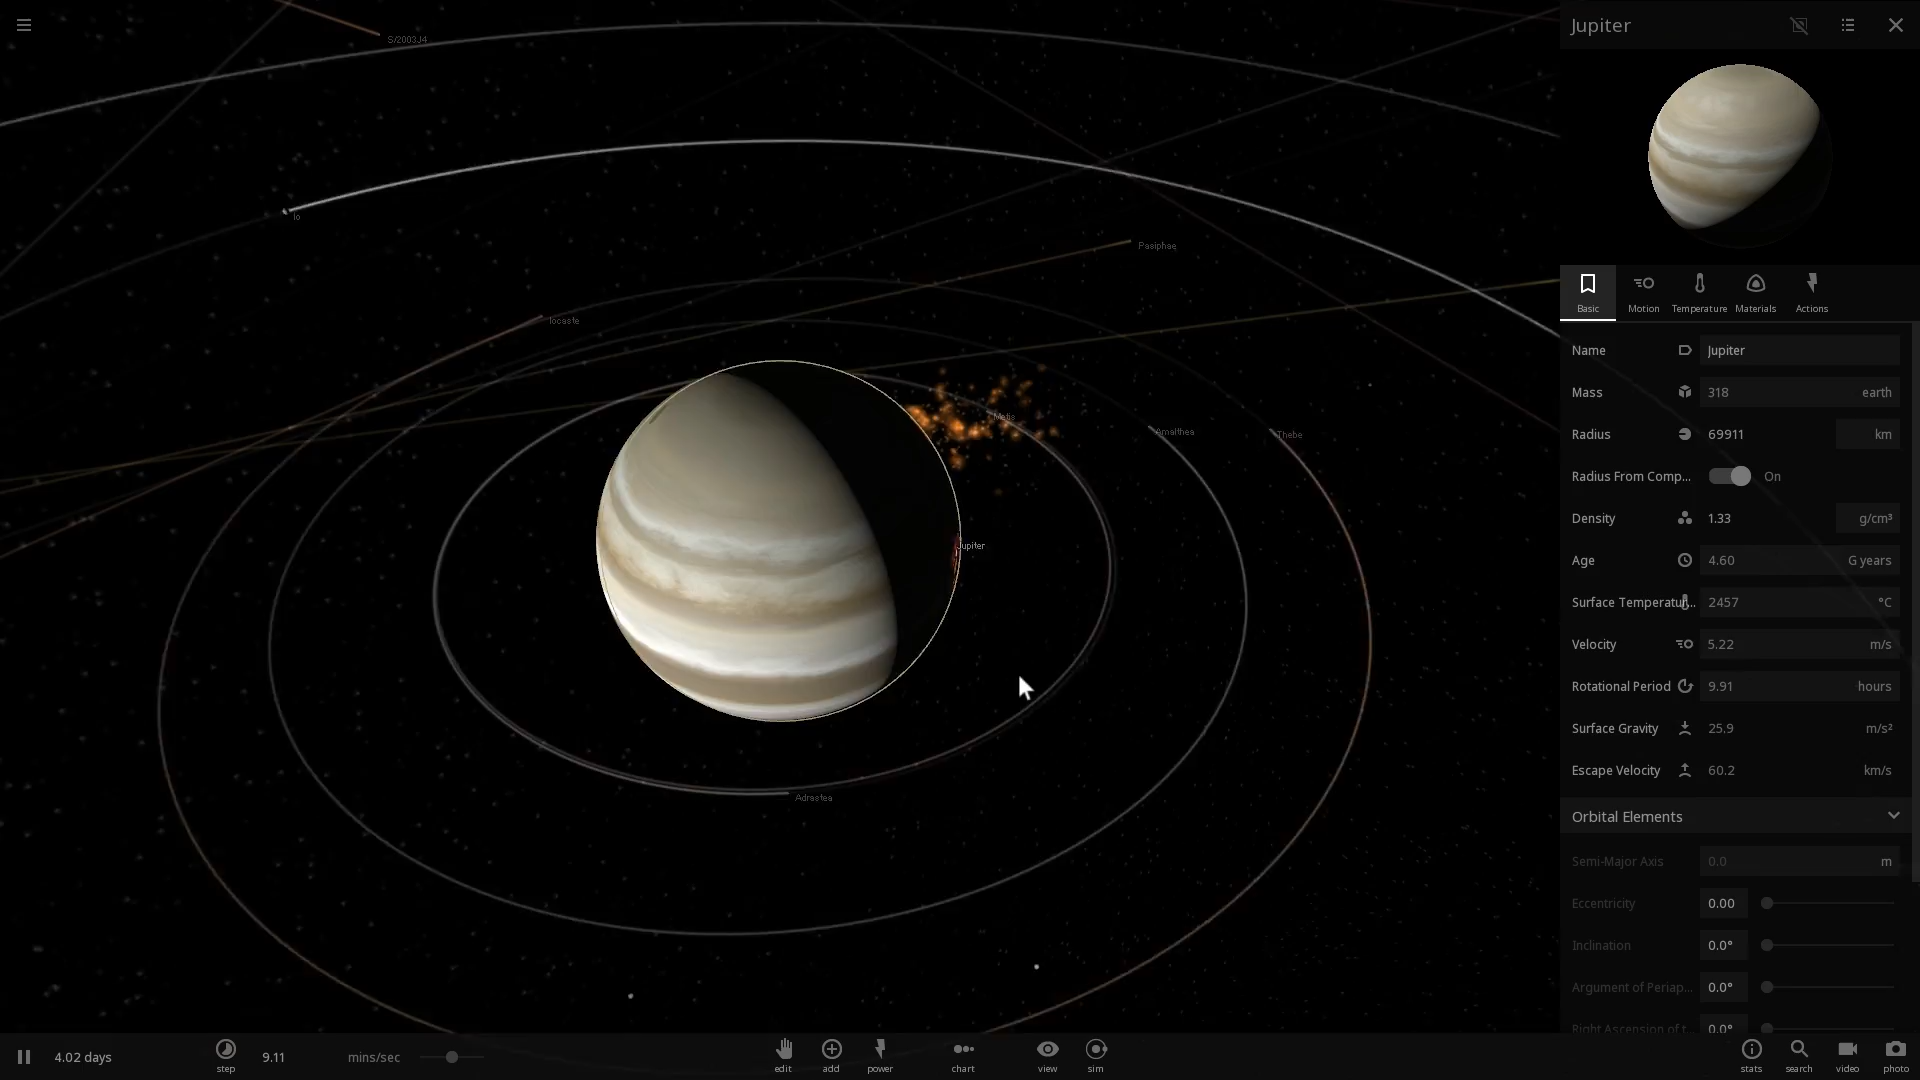 S/2003J4
Io
Pasiphae
Iocaste
Metis
Amalthea
Thebe
Jupiter
Adrastea
Jupiter
Basic
Motion
Temperature
Materials
Actions
Name Jupiter
Mass 318 earth
Radius 69911 km
Radius From Comp... On
Density 1.33 g/cm³
Age 4.60 G years
Surface Temperatur... 2457 °C
Velocity 5.22 m/s
Rotational Period 9.91 hours
Surface Gravity 25.9 m/s²
Escape Velocity 60.2 km/s
Orbital Elements
Semi-Major Axis 0.0 m
Eccentricity 0.00
Inclination 0.0°
Argument of Periap... 0.0°
Right Ascension of t... 0.0°
4.02 days
step
9.11 mins/sec
edit
add
power
chart
view
sim
stats
search
video
photo